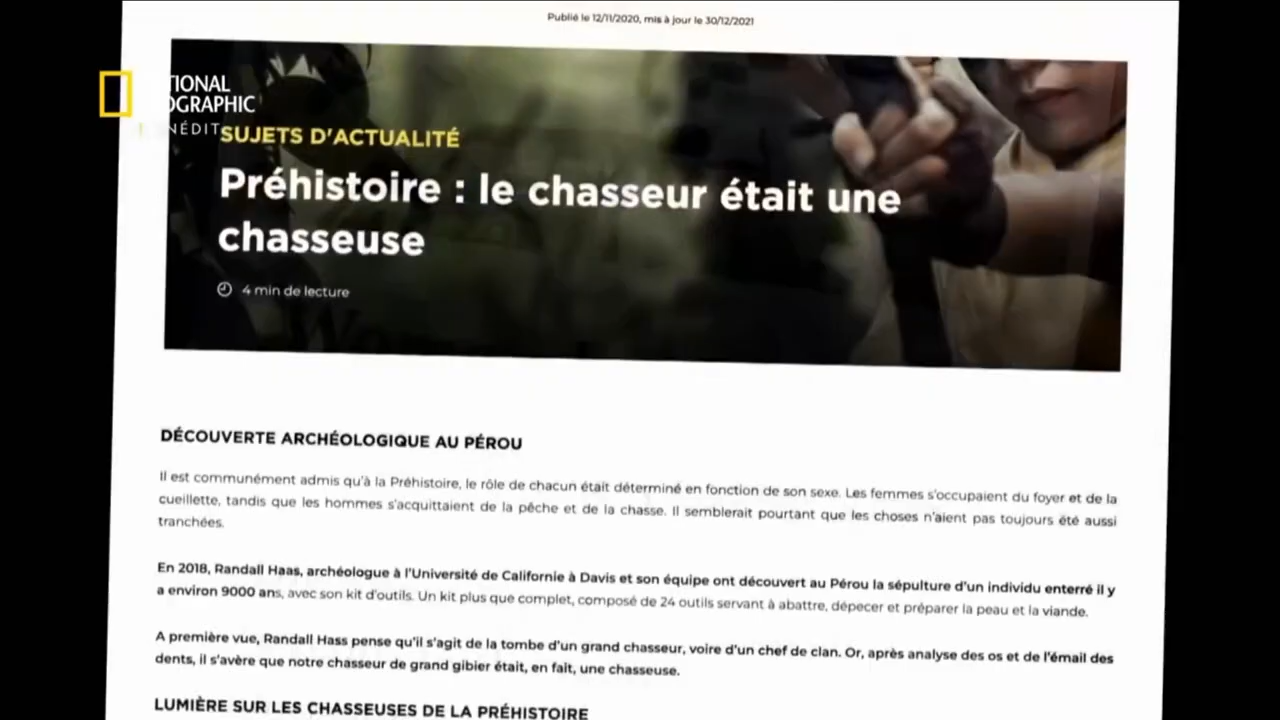 Publié le 12/11/2020, mis à jour le 30/12/2021
TIONAL
OGRAPHIC
INÉDIT
SUJETS D'ACTUALITÉ
Préhistoire : le chasseur était une
chasseuse
4 min de lecture
DÉCOUVERTE ARCHÉOLOGIQUE AU PÉROU
Il est communément admis qu'à la Préhistoire, le rôle de chacun était déterminé en fonction de son sexe. Les femmes s'occupaient du foyer et de la
cueillette, tandis que les hommes s'acquittaient de la pêche et de la chasse. Il semblerait pourtant que les choses n'aient pas toujours été aussi
tranchées.
En 2018, Randall Haas, archéologue à l'Université de Californie à Davis et son équipe ont découvert au Pérou la sépulture d'un individu enterré il y
a environ 9000 ans, avec son kit d'outils. Un kit plus que complet, composé de 24 outils servant à abattre, dépecer et préparer la peau et la viande.
A première vue, Randall Hass pense qu'il s'agit de la tombe d'un grand chasseur, voire d'un chef de clan. Or, après analyse des os et de l'émail des
dents, il s'avère que notre chasseur de grand gibier était, en fait, une chasseuse.
LUMIÈRE SUR LES CHASSEUSES DE LA PRÉHISTOIRE